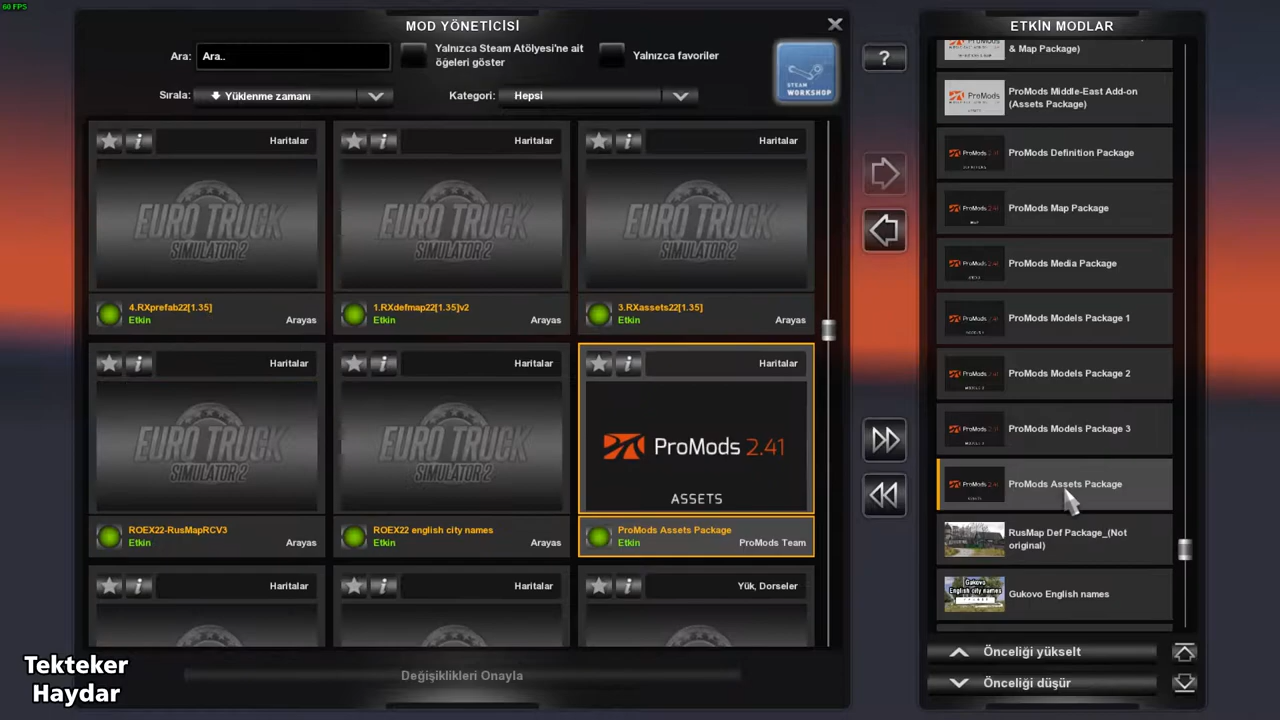 60 FPS
MOD YÖNETİCİSİ
Ara:
Ara..
Yalnızca Steam Atölyesi'ne ait
öğeleri göster
Yalnızca favoriler
STEAM
WORKSHOP
Sırala:
Yüklenme zamanı
Kategori:
Hepsi
Haritalar
Haritalar
Haritalar
EURO TRUCK
SIMULATOR 2
EURO TRUCK
SIMULATOR 2
EURO TRUCK
SIMULATOR 2
4.RXprefab22[1.35]
Etkin
Arayas
1.RXdefmap22[1.35]v2
Etkin
Arayas
3.RXassets22[1.35]
Etkin
Arayas
Haritalar
Haritalar
Haritalar
EURO TRUCK
SIMULATOR 2
EURO TRUCK
SIMULATOR 2
ProMods 2.41
ASSETS
ROEX22-RusMapRCV3
Etkin
Arayas
ROEX22 english city names
Etkin
Arayas
ProMods Assets Package
Etkin
ProMods Team
Haritalar
Haritalar
Yük, Dorseler
Değişiklikleri Onayla
?
ETKİN MODLAR
& Map Package)
ProMods Middle-East Add-on
(Assets Package)
ProMods Definition Package
ProMods Map Package
ProMods Media Package
ProMods Models Package 1
ProMods Models Package 2
ProMods Models Package 3
ProMods Assets Package
RusMap Def Package_(Not
original)
Gukovo English names
Gukovo
English city names
Önceliği yükselt
Önceliği düşür
Tekteker
Haydar